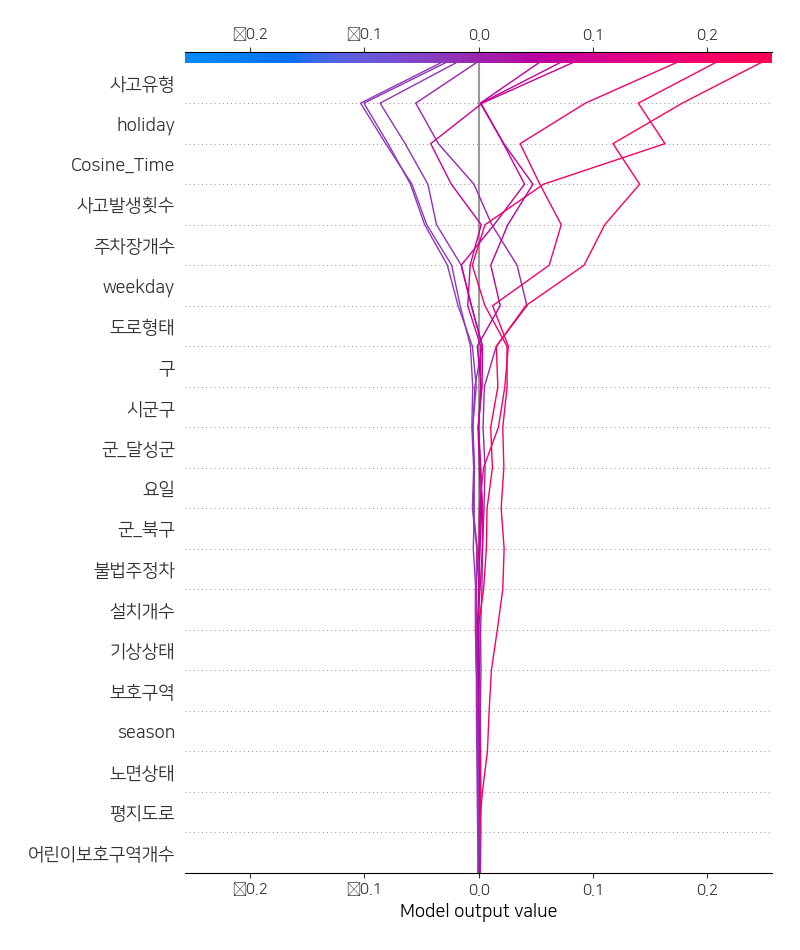 ☒0.2 ☒0.1 0.0 0.1 0.2
사고유형
holiday
Cosine_Time
사고발생횟수
주차장개수
weekday
도로형태
구
시군구
군_달성군
요일
군_북구
불법주정차
설치개수
기상상태
보호구역
season
노면상태
평지도로
어린이보호구역개수
☒0.2 ☒0.1 0.0 0.1 0.2
Model output value